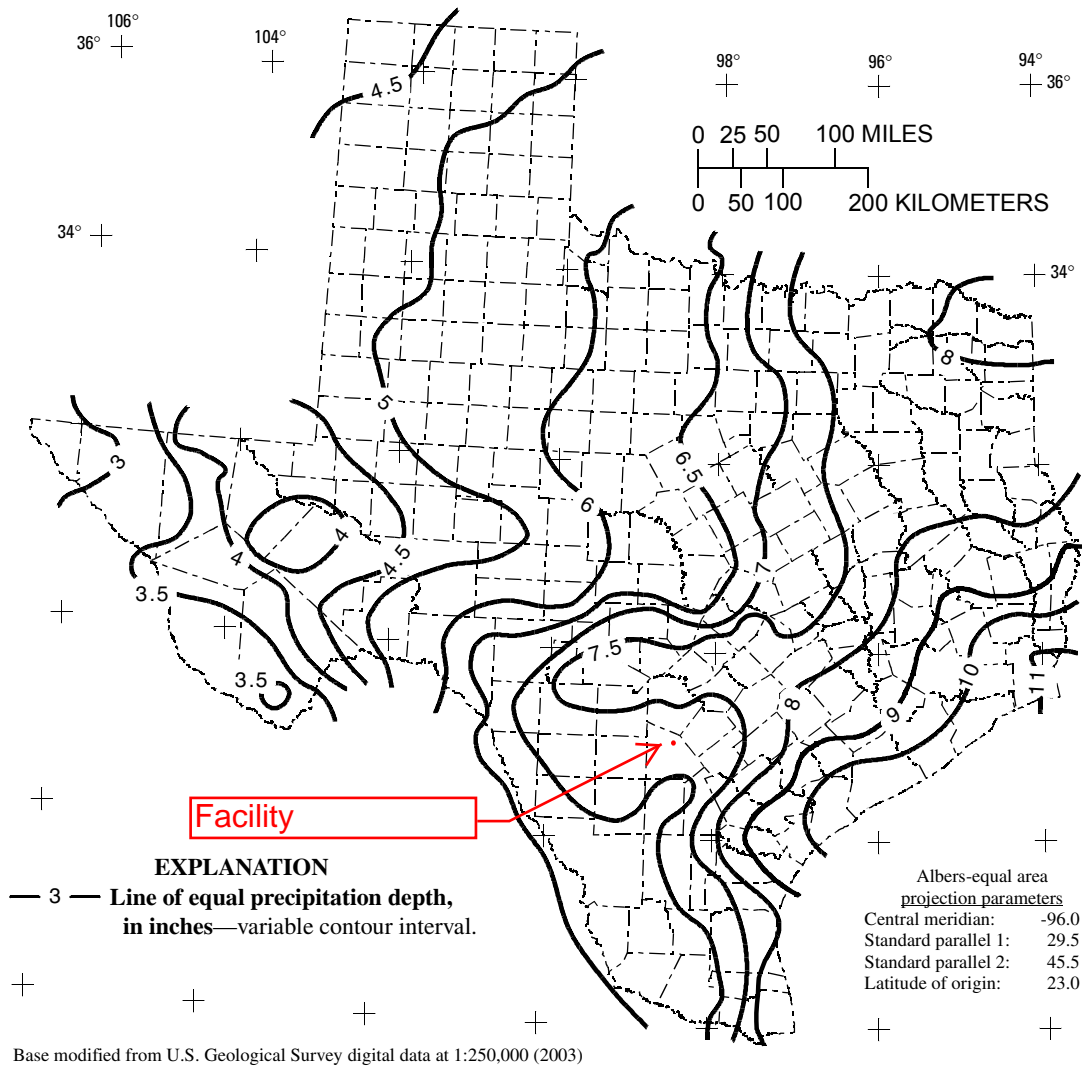 106°
36°
104°
98°
96°
94°
36°
4.5
0 25 50 100 MILES
0 50 100 200 KILOMETERS
34°
34°
8
5
3
6.5
6
4
4
4.5
7
3.5
7.5
3.5
10
11
8
9
Facility
EXPLANATION
3 Line of equal precipitation depth,
in inches—variable contour interval.
Albers-equal area
projection parameters
Central meridian: -96.0
Standard parallel 1: 29.5
Standard parallel 2: 45.5
Latitude of origin: 23.0
Base modified from U.S. Geological Survey digital data at 1:250,000 (2003)